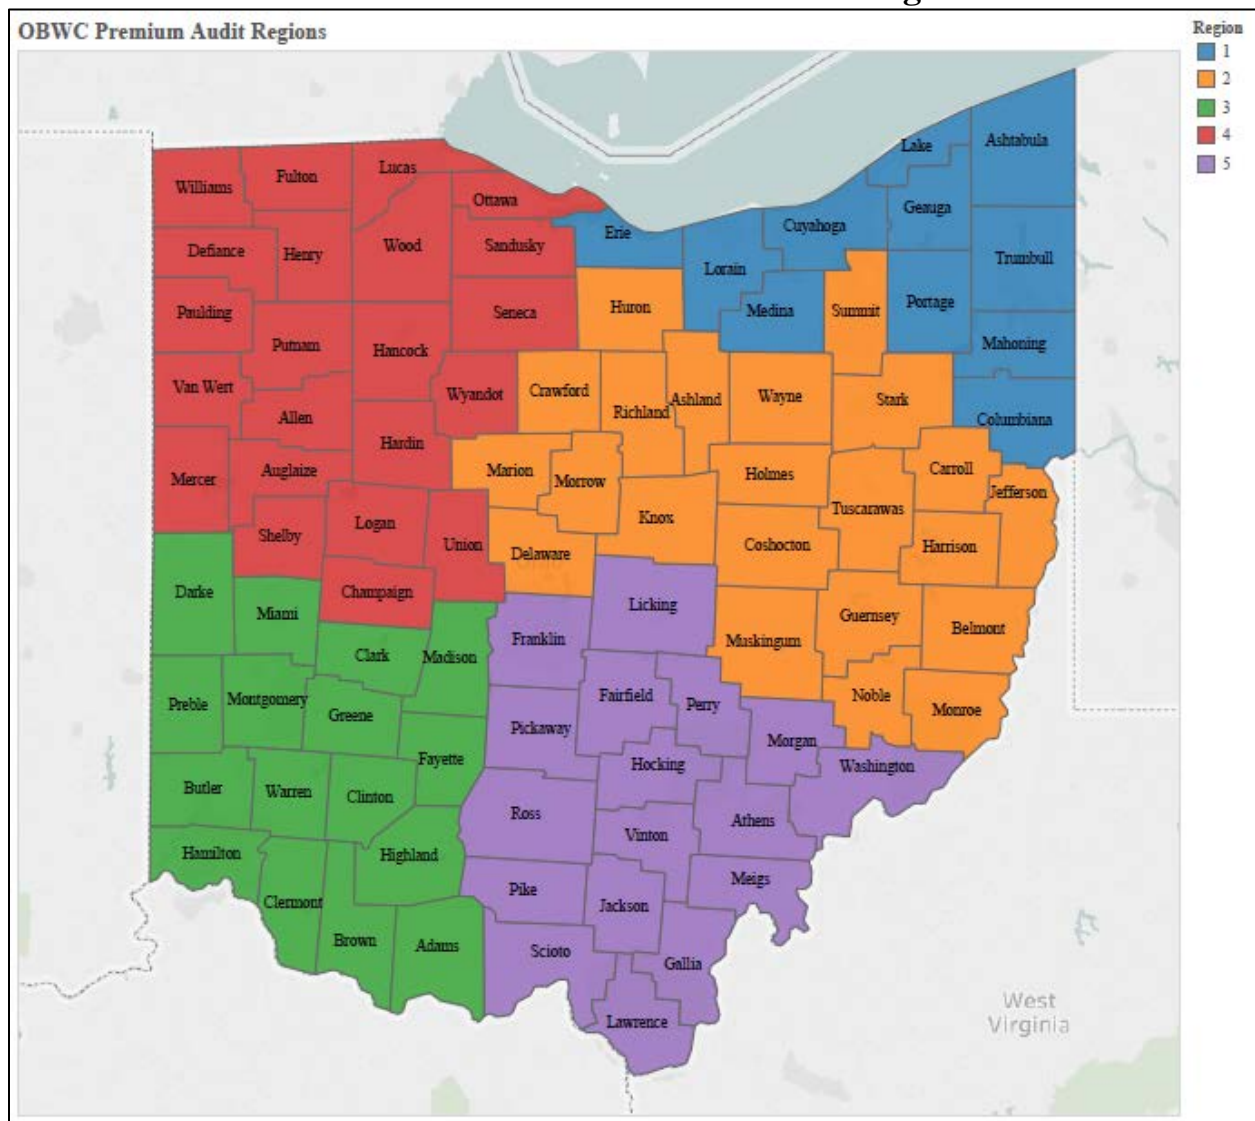 OBWC Premium Audit Regions
Region
1
2
3
4
5
Lake
Ashtabula
Lucas
Fulton
Williams
Ottawa
Geauga
Cuyahoga
Erie
Wood
Sandusky
Defiance
Henry
Trumbull
Lorain
Portage
Huron
Medina
Summit
Seneca
Paulding
Mahoning
Putnam
Hancock
Van Wert
Wyandot
Crawford
Wayne
Ashland
Stark
Richland
Allen
Columbiana
Hardin
Carroll
Marion
Auglaize
Holmes
Mercer
Morrow
Jefferson
Tuscarawas
Knox
Logan
Shelby
Union
Coshocton
Harrison
Delaware
Darke
Champaign
Licking
Miami
Guernsey
Belmont
Franklin
Muskingum
Clark
Madison
Fairfield
Noble
Montgomery
Preble
Perry
Monroe
Greene
Pickaway
Morgan
Fayette
Hocking
Washington
Butler
Warren
Clinton
Ross
Athens
Vinton
Hamilton
Highland
Meigs
Pike
Clermont
Jackson
Brown
Adams
Scioto
Gallia
Lawrence
West
Virginia